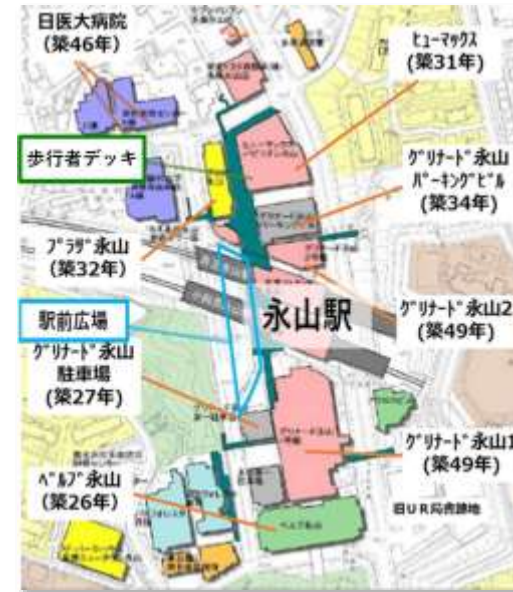 日医大病院
(築46年)
ヒューマックス
(築31年)
歩行者デッキ
グリナード永山
パーキングビル
(築34年)
プラザ永山
(築32年)
永山駅
グリナード永山2
(築49年)
駅前広場
グリナード永山
駐車場
(築27年)
グリナード永山1
(築49年)
ベルブ永山
(築26年)
ベルブ永山
旧UR局舎跡地